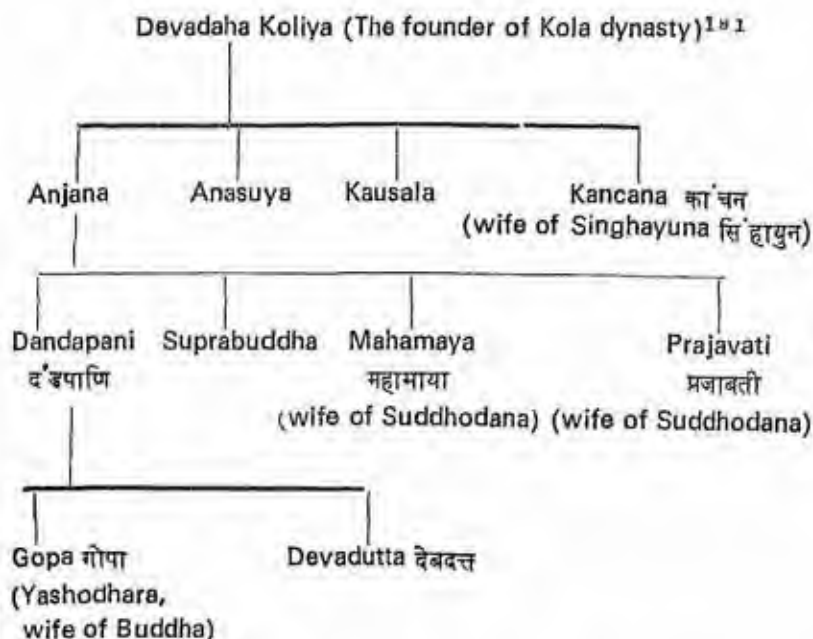 Devadaha Koliya (The founder of Kola dynasty)¹⁸¹
Anjana Anasuya Kausala Kancana कांचन
(wife of Singhayuna सिंहायुन)
Dandapani Suprabuddha Mahamaya Prajavati
दंडपाणि महामाया प्रजाबती
(wife of Suddhodana) (wife of Suddhodana)
Gopa गोपा Devadutta देबदत्त
(Yashodhara,
wife of Buddha)